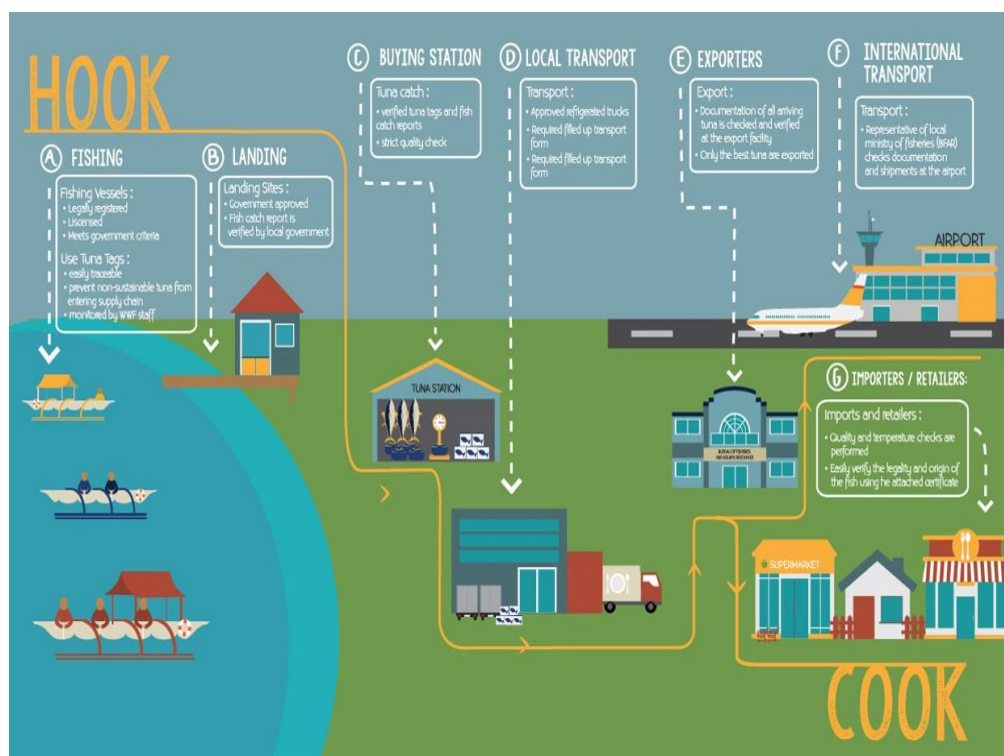 HOOK
A FISHING
Fishing Vessels :
• Legally registered
• Liscensed
• Meets government criteria
Use Tuna Tags :
• easily traceable
• prevent non-sustainable tuna from
entering supply chain
• monitored by WWF staff
B LANDING
Landing Sites :
• Government approved
• Fish catch report is
verified by local government
C BUYING STATION
Tuna catch :
• verified tuna tags and fish
catch reports
• strict quality check
D LOCAL TRANSPORT
Transport :
• Approved refrigerated trucks
• Required filled up transport
form
• Required filled up transport
form
E EXPORTERS
Export :
• Documentation of all arriving
tuna is checked and verified
at the export facility
• Only the best tuna are exported
F INTERNATIONAL
TRANSPORT
Transport :
• Representative of local
ministry of fisheries (BFAR)
checks documentation
and shipments at the airport
AIRPORT
TUNA STATION
BUREAU OF FISHERIES
AND AQUATIC RESOURCES
G IMPORTERS / RETAILERS:
Imports and retailers :
• Quality and temperature checks are
performed
• Easily verify the legality and origin of
the fish using he attached certificate
SUPERMARKET
COOK